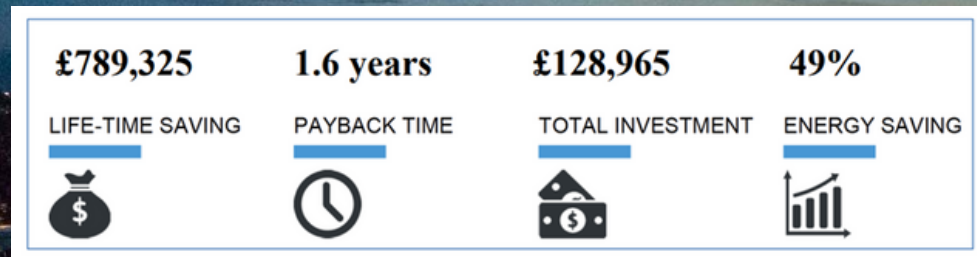 £789,325 1.6 years £128,965 49%
LIFE-TIME SAVING PAYBACK TIME TOTAL INVESTMENT ENERGY SAVING
$ $